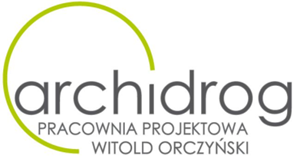 archidrog
PRACOWNIA PROJEKTOWA
WITOLD ORCZYŃSKI